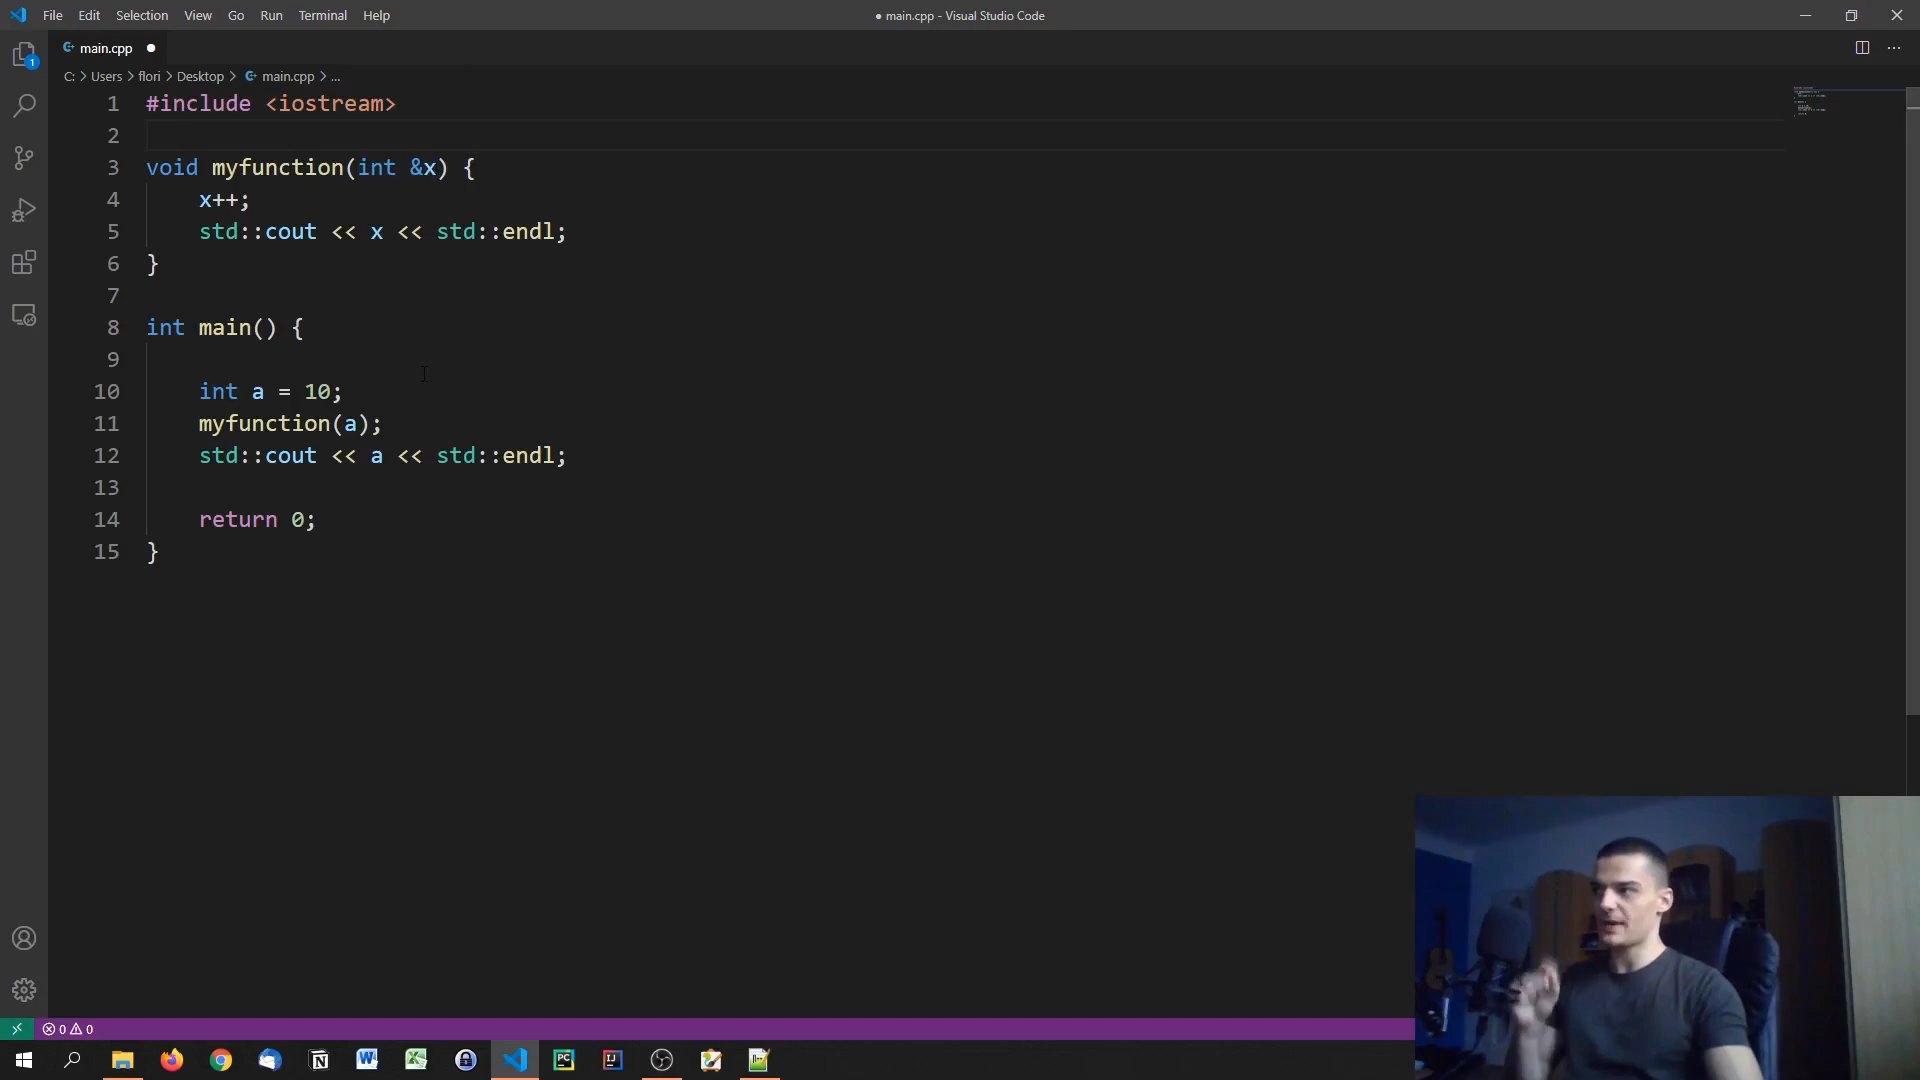 File Edit Selection View Go Run Terminal Help
● main.cpp - Visual Studio Code
main.cpp
C: > Users > flori > Desktop > main.cpp > ...
1 #include <iostream>
2
3 void myfunction(int &x) {
4 x++;
5 std::cout << x << std::endl;
6 }
7
8 int main() {
9
10 int a = 10;
11 myfunction(a);
12 std::cout << a << std::endl;
13
14 return 0;
15 }
1
0 0